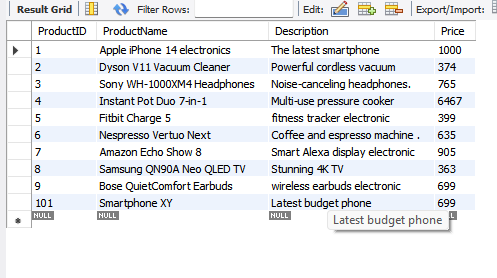 Result Grid Filter Rows: Edit: Export/Import:
ProductID ProductName Description Price
1 Apple iPhone 14 electronics The latest smartphone 1000
2 Dyson V11 Vacuum Cleaner Powerful cordless vacuum 374
3 Sony WH-1000XM4 Headphones Noise-canceling headphones. 765
4 Instant Pot Duo 7-in-1 Multi-use pressure cooker 6467
5 Fitbit Charge 5 fitness tracker electronic 399
6 Nespresso Vertuo Next Coffee and espresso machine . 635
7 Amazon Echo Show 8 Smart Alexa display electronic 905
8 Samsung QN90A Neo QLED TV Stunning 4K TV 363
9 Bose QuietComfort Earbuds wireless earbuds electronic 699
101 Smartphone XY Latest budget phone 699
NULL NULL NULL NULL
Latest budget phone